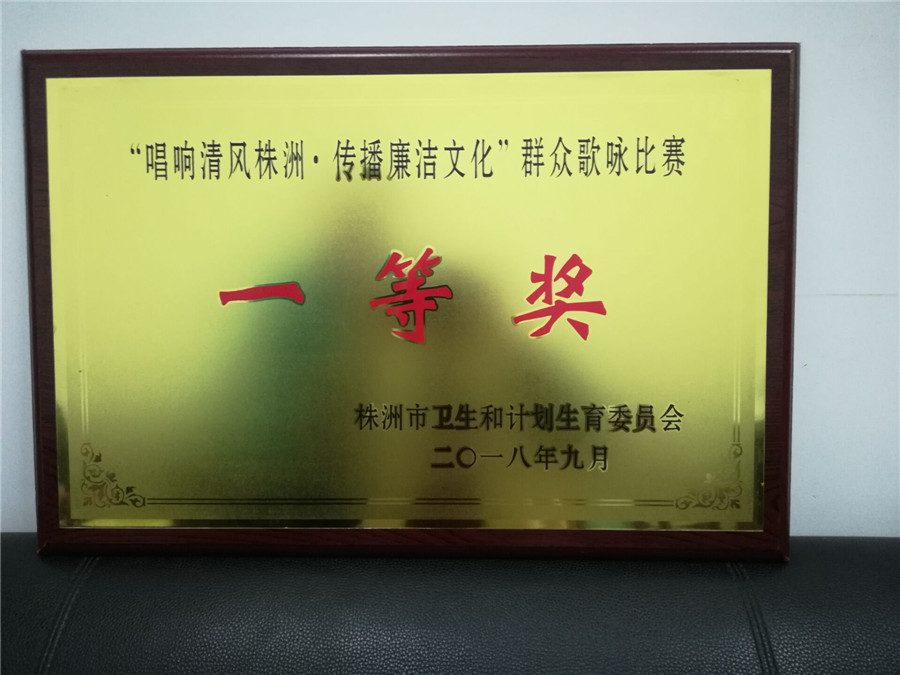 “唱响清风株洲·传播廉洁文化”群众歌咏比赛
一等奖
株洲市卫生和计划生育委员会
二〇一八年九月